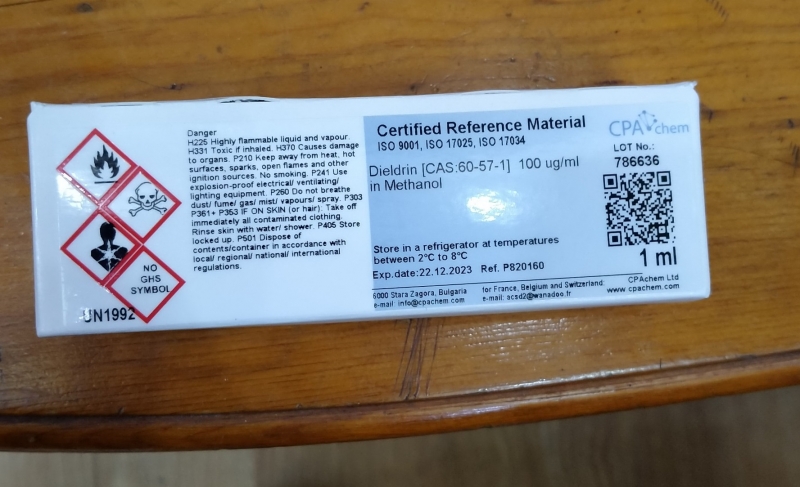 Danger
H225 Highly flammable liquid and vapour.
H331 Toxic if inhaled. H370 Causes damage
to organs. P210 Keep away from heat, hot
surfaces, sparks, open flames and other
ignition sources. No smoking. P241 Use
explosion-proof electrical/ ventilating/
lighting equipment. P260 Do not breathe
dust/ fume/ gas/ mist/ vapours/ spray. P303
P361+ P353 IF ON SKIN (or hair): Take off
immediately all contaminated clothing.
Rinse skin with water/ shower. P405 Store
locked up. P501 Dispose of
contents/container in accordance with
local/ regional/ national/ international
regulations.
NO
GHS
SYMBOL
UN1992
Certified Reference Material
ISO 9001, ISO 17025, ISO 17034
Dieldrin [CAS:60-57-1] 100 ug/ml
in Methanol
Store in a refrigerator at temperatures
between 2°C to 8°C
Exp.date:22.12.2023 Ref. P820160
6000 Stara Zagora, Bulgaria
e-mail: info@cpachem.com
for France, Belgium and Switzerland:
e-mail: acsd2@wanadoo.fr
CPAchem
LOT No.:
786636
1 ml
CPAchem Ltd
www.cpachem.com